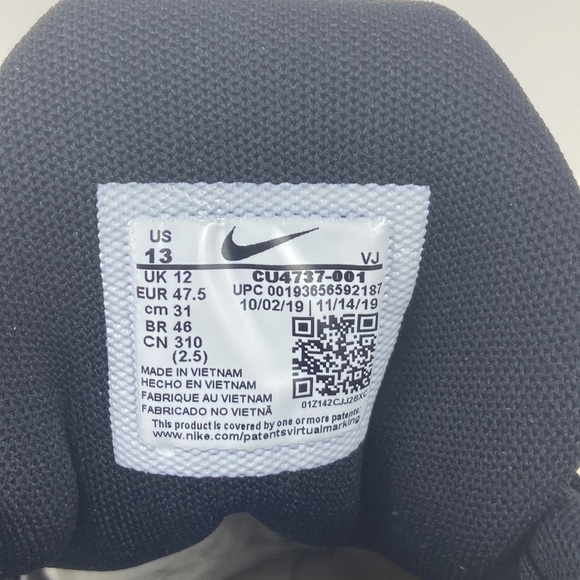 US
13 VJ
UK 12 CU4737-001
EUR 47.5 UPC 00193656592187
cm 31 10/02/19 | 11/14/19
BR 46
CN 310
(2.5)
MADE IN VIETNAM
HECHO EN VIETNAM
FABRIQUE AU VIETNAM
FABRICADO NO VIETNÃ
01Z142CJJ2BXC
This product is covered by one or more patents:
www.nike.com/patentsvirtualmarking